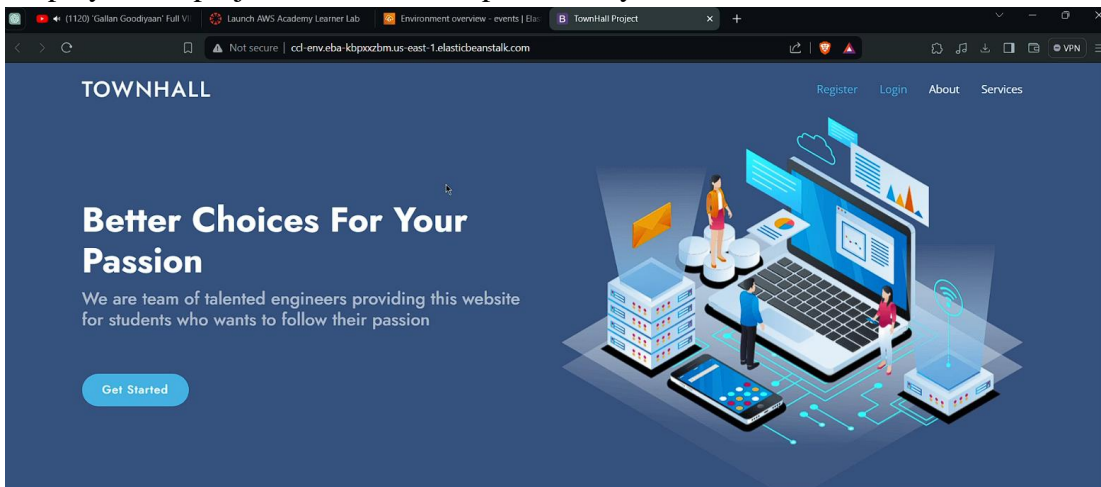 (1120) 'Gallan Goodiyaan' Full VI
Launch AWS Academy Learner Lab
Environment overview - events | Elas
TownHall Project
Not secure | ccl-env.eba-kbpxxzbm.us-east-1.elasticbeanstalk.com
VPN
TOWNHALL
Register
Login
About
Services
Better Choices For Your
Passion
We are team of talented engineers providing this website
for students who wants to follow their passion
Get Started